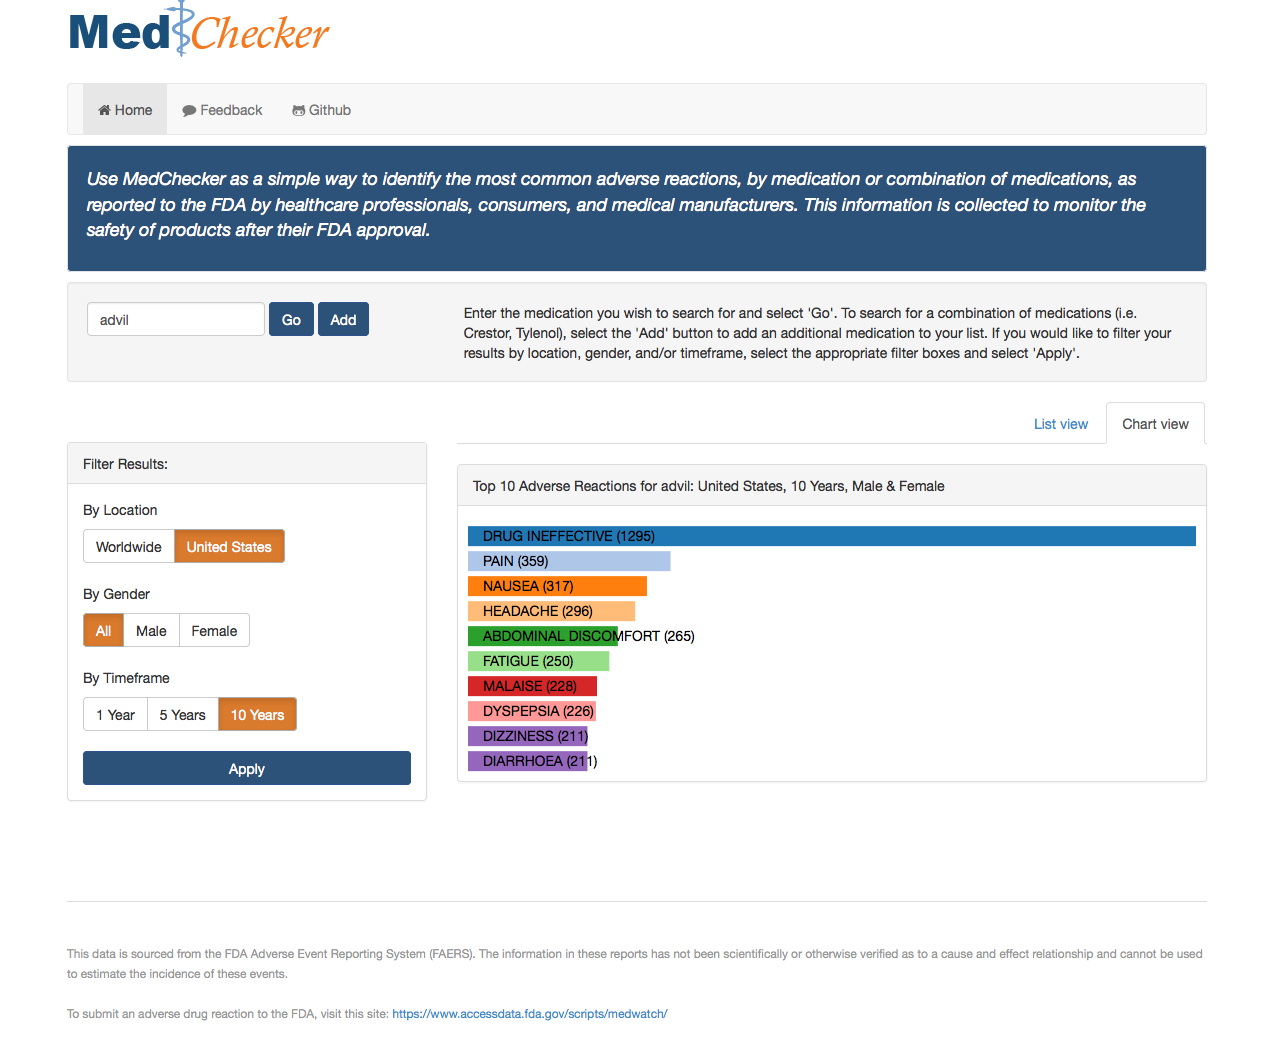 Med Checker
Home Feedback Github
Use MedChecker as a simple way to identify the most common adverse reactions, by medication or combination of medications, as
reported to the FDA by healthcare professionals, consumers, and medical manufacturers. This information is collected to monitor the
safety of products after their FDA approval.
advil Go Add
Enter the medication you wish to search for and select 'Go'. To search for a combination of medications (i.e.
Crestor, Tylenol), select the 'Add' button to add an additional medication to your list. If you would like to filter your
results by location, gender, and/or timeframe, select the appropriate filter boxes and select 'Apply'.
List view Chart view
Filter Results:
By Location
Worldwide United States
By Gender
All Male Female
By Timeframe
1 Year 5 Years 10 Years
Apply
Top 10 Adverse Reactions for advil: United States, 10 Years, Male & Female
DRUG INEFFECTIVE (1295)
PAIN (359)
NAUSEA (317)
HEADACHE (296)
ABDOMINAL DISCOMFORT (265)
FATIGUE (250)
MALAISE (228)
DYSPEPSIA (226)
DIZZINESS (211)
DIARRHOEA (211)
This data is sourced from the FDA Adverse Event Reporting System (FAERS). The information in these reports has not been scientifically or otherwise verified as to a cause and effect relationship and cannot be used
to estimate the incidence of these events.
To submit an adverse drug reaction to the FDA, visit this site: https://www.accessdata.fda.gov/scripts/medwatch/